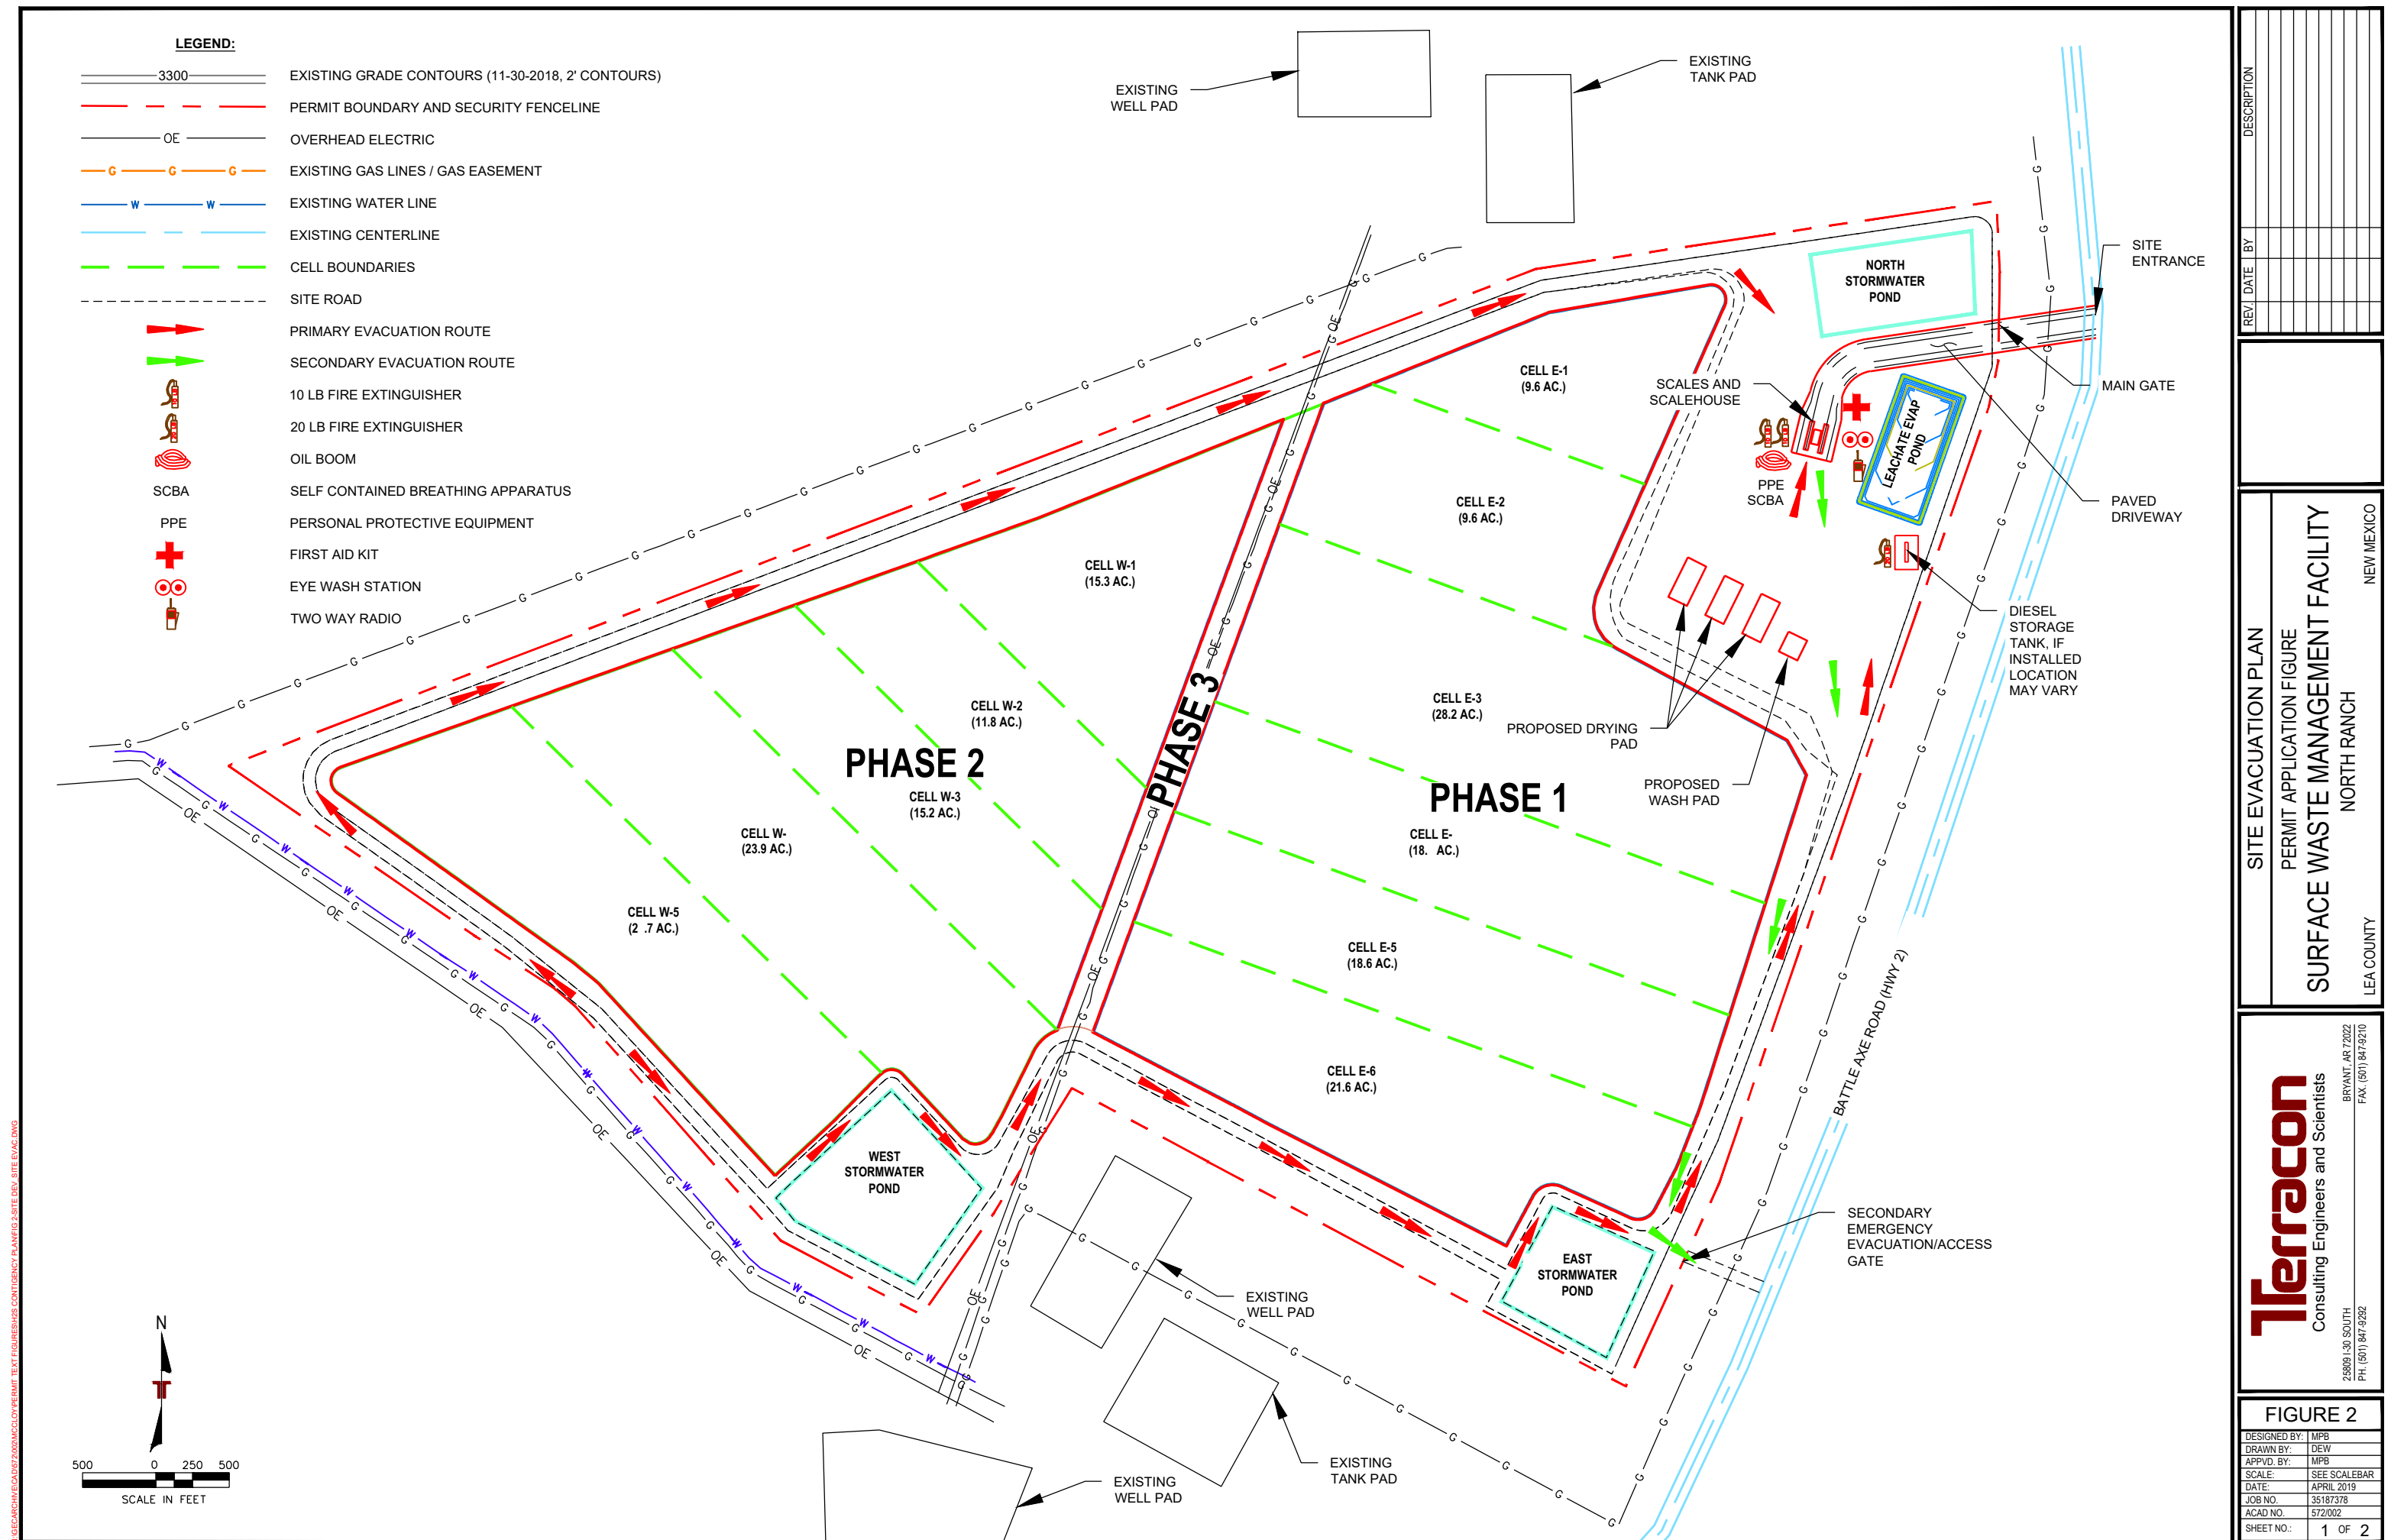 LEGEND:
3300
EXISTING GRADE CONTOURS (11-30-2018, 2' CONTOURS)
PERMIT BOUNDARY AND SECURITY FENCELINE
OE
OVERHEAD ELECTRIC
G G G
EXISTING GAS LINES / GAS EASEMENT
W W
EXISTING WATER LINE
EXISTING CENTERLINE
CELL BOUNDARIES
SITE ROAD
PRIMARY EVACUATION ROUTE
SECONDARY EVACUATION ROUTE
10 LB FIRE EXTINGUISHER
20 LB FIRE EXTINGUISHER
OIL BOOM
SCBA
SELF CONTAINED BREATHING APPARATUS
PPE
PERSONAL PROTECTIVE EQUIPMENT
FIRST AID KIT
EYE WASH STATION
TWO WAY RADIO
EXISTING
WELL PAD
EXISTING
TANK PAD
SITE
ENTRANCE
NORTH
STORMWATER
POND
MAIN GATE
SCALES AND
SCALEHOUSE
LEACHATE EVAP
POND
PPE
SCBA
PAVED
DRIVEWAY
DIESEL
STORAGE
TANK, IF
INSTALLED
LOCATION
MAY VARY
CELL E-1
(9.6 AC.)
CELL E-2
(9.6 AC.)
CELL E-3
(28.2 AC.)
PROPOSED DRYING
PAD
PROPOSED
WASH PAD
PHASE 1
CELL E-
(18.   AC.)
CELL E-5
(18.6 AC.)
CELL E-6
(21.6 AC.)
PHASE 3
CELL W-1
(15.3 AC.)
CELL W-2
(11.8 AC.)
PHASE 2
CELL W-3
(15.2 AC.)
CELL W-
(23.9 AC.)
CELL W-5
(2 .7 AC.)
WEST
STORMWATER
POND
EAST
STORMWATER
POND
BATTLE AXE ROAD (HWY 2)
SECONDARY
EMERGENCY
EVACUATION/ACCESS
GATE
EXISTING
WELL PAD
EXISTING
TANK PAD
EXISTING
WELL PAD
N
500 0 250 500
SCALE IN FEET
REV. DATE BY DESCRIPTION
SITE EVACUATION PLAN
PERMIT APPLICATION FIGURE
SURFACE WASTE MANAGEMENT FACILITY
NORTH RANCH
LEA COUNTY NEW MEXICO
Terracon
Consulting Engineers and Scientists
25809 I-30 SOUTH BRYANT, AR 72022
PH. (501) 847-9292 FAX. (501) 847-9210
FIGURE 2
DESIGNED BY: MPB
DRAWN BY: DEW
APPVD. BY: MPB
SCALE: SEE SCALEBAR
DATE: APRIL 2019
JOB NO. 35187378
ACAD NO. 572/002
SHEET NO.: 1 OF 2